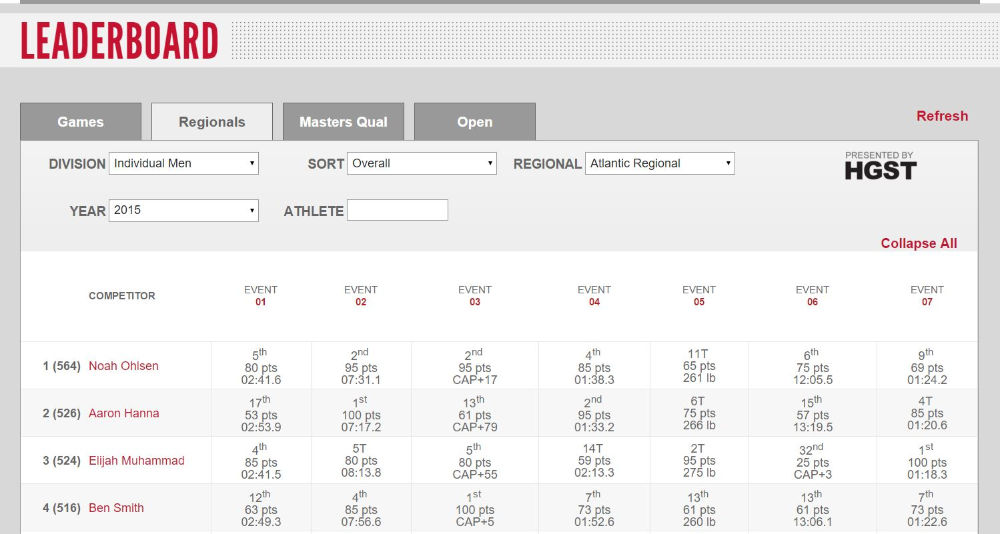 LEADERBOARD
Games Regionals Masters Qual Open Refresh
DIVISION Individual Men SORT Overall REGIONAL Atlantic Regional PRESENTED BY
HGST
YEAR 2015 ATHLETE
Collapse All
COMPETITOR EVENT 01 EVENT 02 EVENT 03 EVENT 04 EVENT 05 EVENT 06 EVENT 07
1 (564) Noah Ohlsen
5th 2nd 2nd 4th 11T 6th 9th
80 pts 95 pts 95 pts 85 pts 65 pts 75 pts 69 pts
02:41.6 07:31.1 CAP+17 01:38.3 261 lb 12:05.5 01:24.2
2 (526) Aaron Hanna
17th 1st 13th 2nd 6T 15th 4T
53 pts 100 pts 61 pts 95 pts 75 pts 57 pts 85 pts
02:53.9 07:17.2 CAP+79 01:33.2 266 lb 13:19.5 01:20.6
3 (524) Elijah Muhammad
4th 5T 5th 14T 2T 32nd 1st
85 pts 80 pts 80 pts 59 pts 95 pts 25 pts 100 pts
02:41.5 08:13.8 CAP+55 02:13.3 275 lb CAP+3 01:18.3
4 (516) Ben Smith
12th 4th 1st 7th 13th 13th 7th
63 pts 85 pts 100 pts 73 pts 61 pts 61 pts 73 pts
02:49.3 07:56.6 CAP+5 01:52.6 260 lb 13:06.1 01:22.6